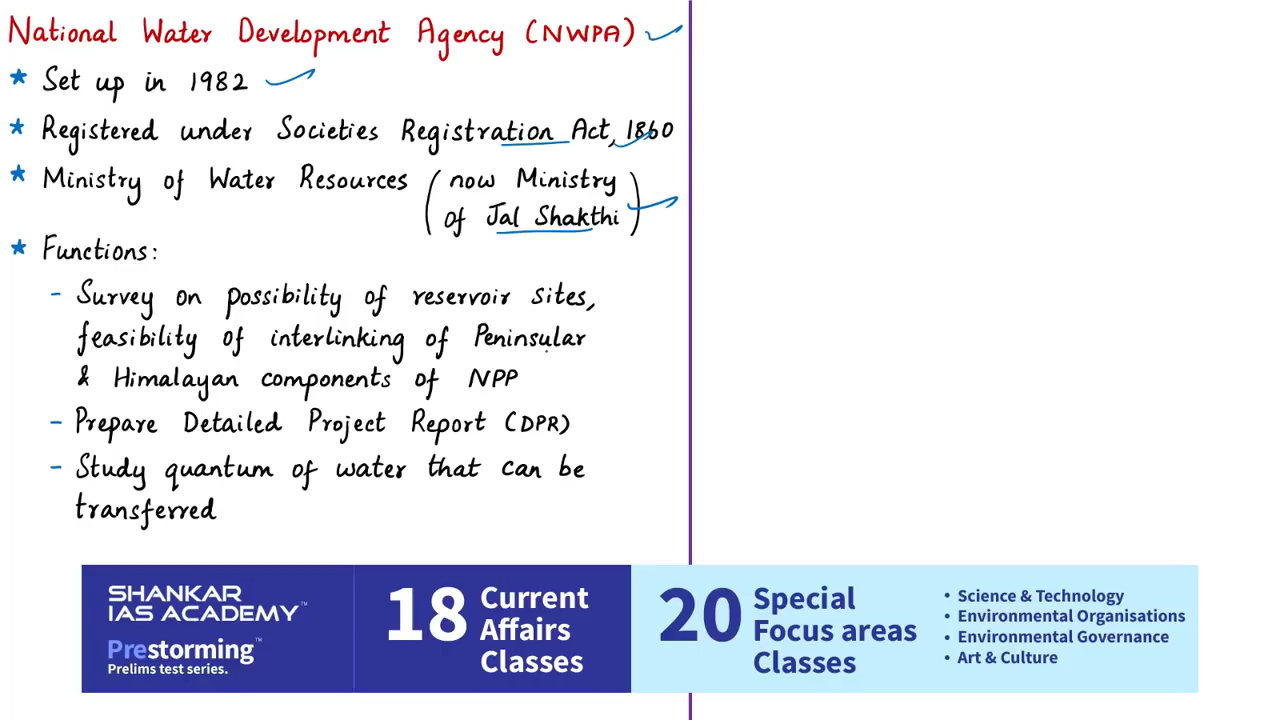 National Water Development Agency (NWPA)
* Set up in 1982
* Registered under Societies Registration Act, 1860
* Ministry of Water Resources (now Ministry
of Jal Shakthi)
* Functions:
- Survey on possibility of reservoir sites,
feasibility of interlinking of Peninsular
& Himalayan components of NPP
- Prepare Detailed Project Report (DPR)
- Study quantum of water that can be
transferred
SHANKAR
IAS ACADEMY™
Prestorming™
Prelims test series.
18 Current
Affairs
Classes
20 Special
Focus areas
Classes
• Science & Technology
• Environmental Organisations
• Environmental Governance
• Art & Culture